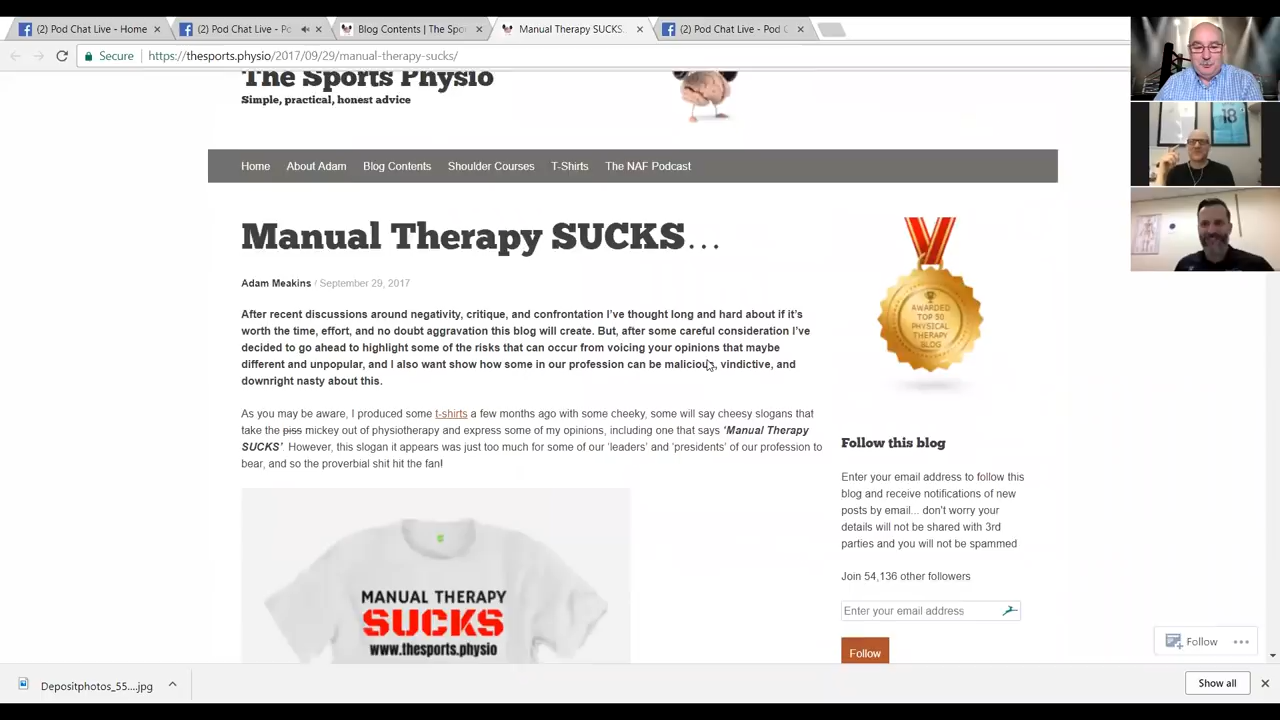 (2) Pod Chat Live - Home
(2) Pod Chat Live - Po
Blog Contents | The Spo
Manual Therapy SUCKS
(2) Pod Chat Live - Pod C
Secure
https://thesports.physio/2017/09/29/manual-therapy-sucks/
The Sports Physio
Simple, practical, honest advice
Home
About Adam
Blog Contents
Shoulder Courses
T-Shirts
The NAF Podcast
Manual Therapy SUCKS...
Adam Meakins / September 29, 2017
After recent discussions around negativity, critique, and confrontation I've thought long and hard about if it's
worth the time, effort, and no doubt aggravation this blog will create. But, after some careful consideration I've
decided to go ahead to highlight some of the risks that can occur from voicing your opinions that maybe
different and unpopular, and I also want show how some in our profession can be malicious, vindictive, and
downright nasty about this.
As you may be aware, I produced some t-shirts a few months ago with some cheeky, some will say cheesy slogans that
take the piss mickey out of physiotherapy and express some of my opinions, including one that says 'Manual Therapy
SUCKS' However, this slogan it appears was just too much for some of our 'leaders' and 'presidents' of our profession to
bear, and so the proverbial shit hit the fan!
MANUAL THERAPY
SUCKS
www.thesports.physio
AWARDED
TOP 50
PHYSICAL
THERAPY
BLOG
Follow this blog
Enter your email address to follow this
blog and receive notifications of new
posts by email... don't worry your
details will not be shared with 3rd
parties and you will not be spammed
Join 54,136 other followers
Enter your email address
Follow
Follow
18
Depositphotos_55....jpg
Show all